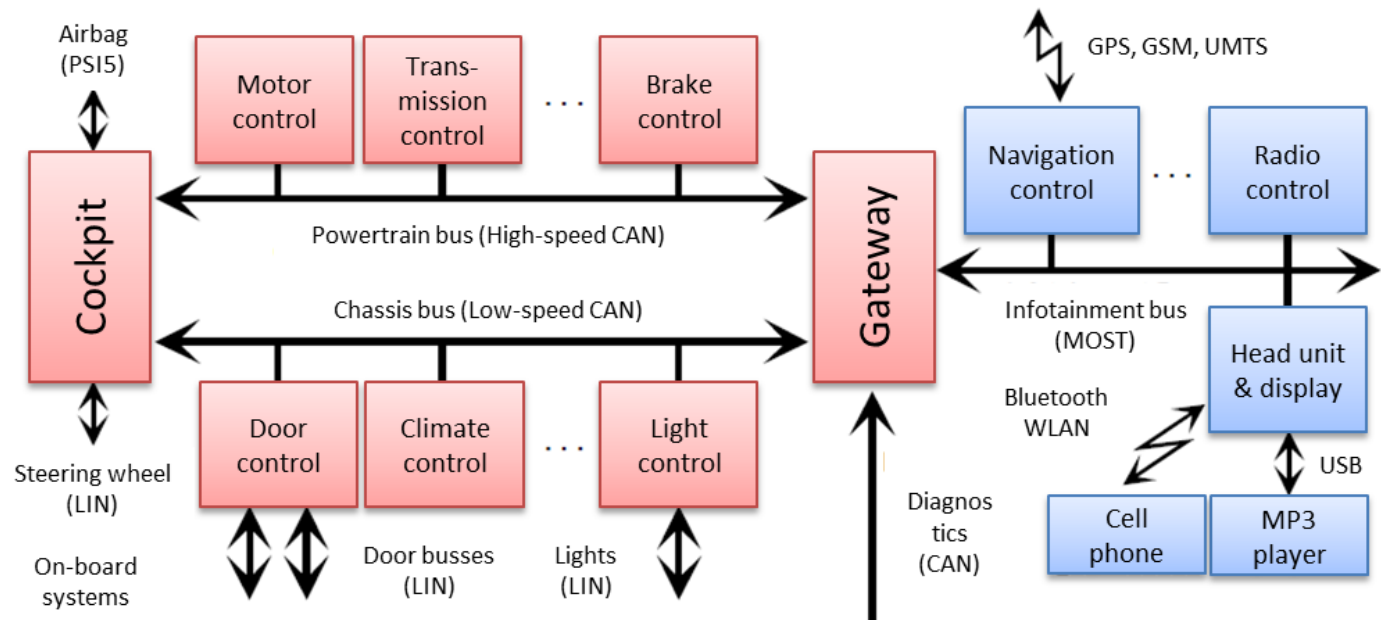 Airbag
(PSI5)
Motor
control
Trans-
mission
control
. . .
Brake
control
GPS, GSM, UMTS
Navigation
control
. . .
Radio
control
Cockpit
Powertrain bus (High-speed CAN)
Gateway
Chassis bus (Low-speed CAN)
Infotainment bus
(MOST)
Head unit
& display
Door
control
Climate
control
. . .
Light
control
Bluetooth
WLAN
USB
Steering wheel
(LIN)
Diagnos
tics
(CAN)
Cell
phone
MP3
player
On-board
systems
Door busses
(LIN)
Lights
(LIN)